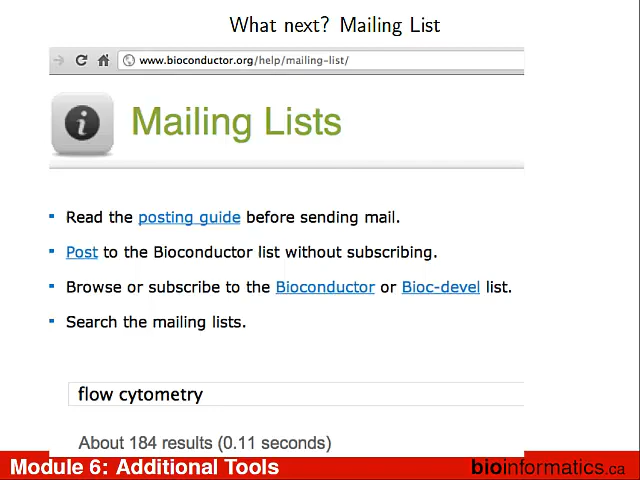 What next? Mailing List
www.bioconductor.org/help/mailing-list/
i
Mailing Lists
Read the posting guide before sending mail.
Post to the Bioconductor list without subscribing.
Browse or subscribe to the Bioconductor or Bioc-devel list.
Search the mailing lists.
flow cytometry
About 184 results (0.11 seconds)
Module 6: Additional Tools
bioinformatics.ca